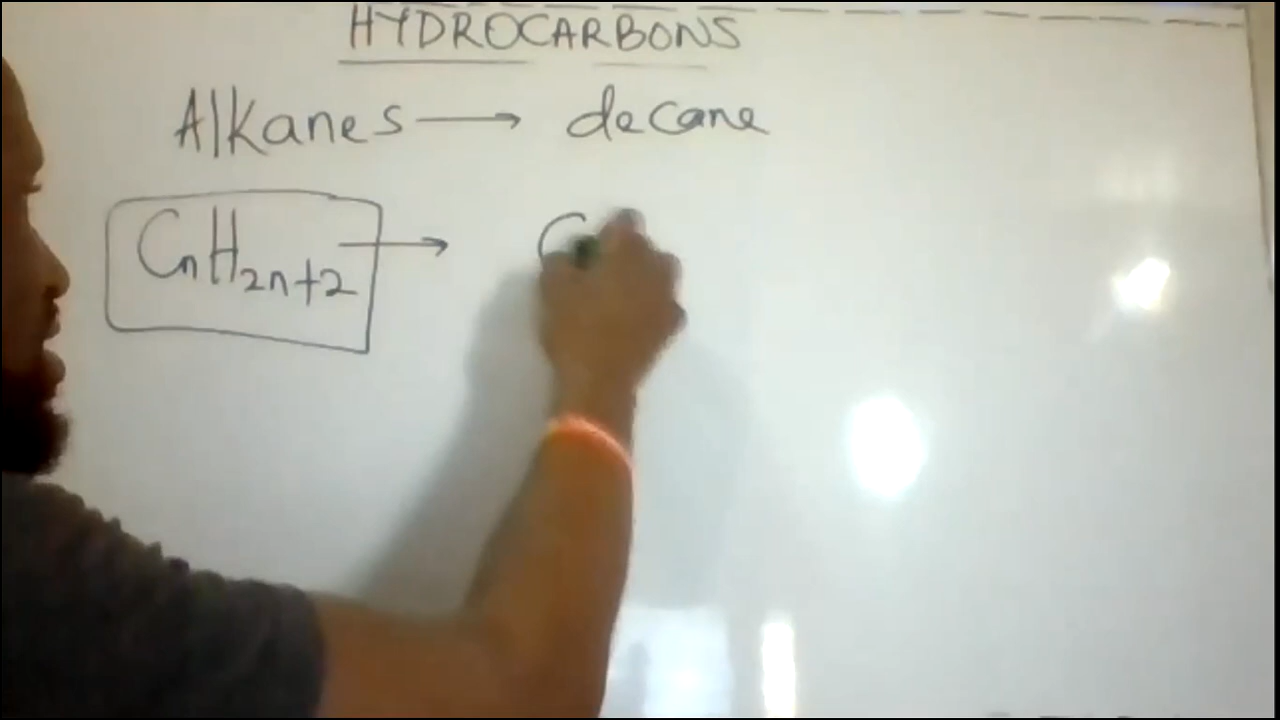 HYDROCARBONS
Alkanes → decane
CnH2n+2 → C